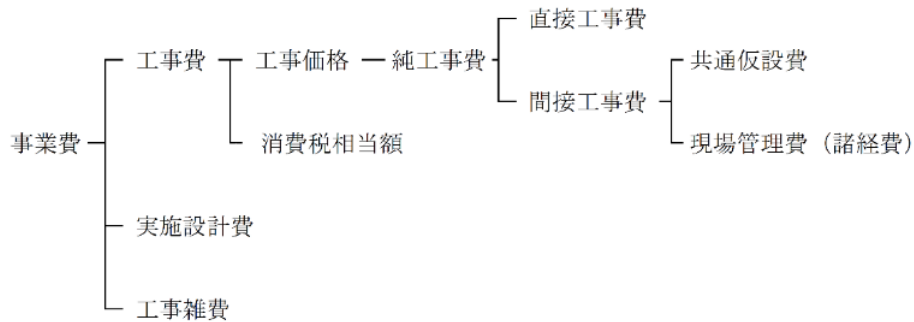 直接工事費
工事費
工事価格
純工事費
共通仮設費
間接工事費
事業費
消費税相当額
現場管理費（諸経費）
実施設計費
工事雑費